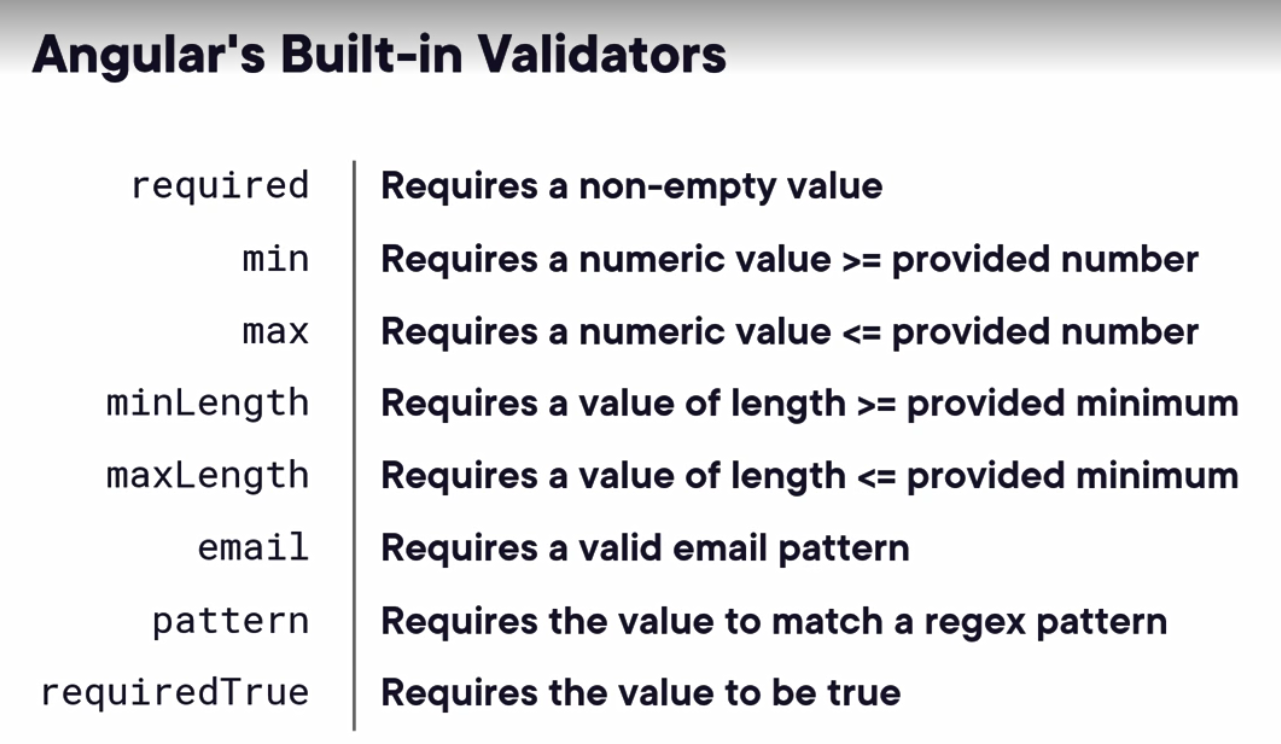 Angular's Built-in Validators
required Requires a non-empty value
min Requires a numeric value >= provided number
max Requires a numeric value <= provided number
minLength Requires a value of length >= provided minimum
maxLength Requires a value of length <= provided minimum
email Requires a valid email pattern
pattern Requires the value to match a regex pattern
requiredTrue Requires the value to be true